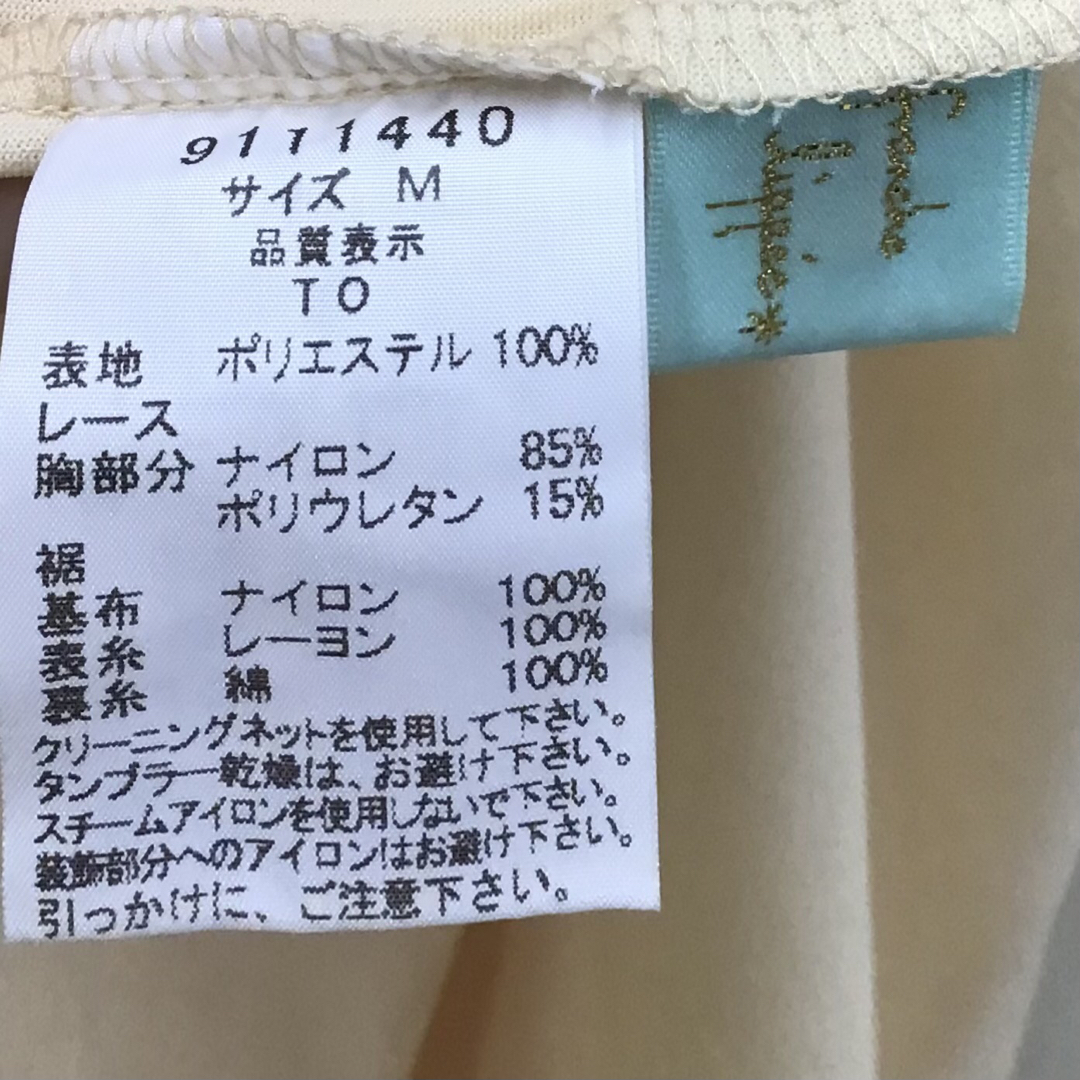 9111440
サイズ M
品質表示
TO
表地 ポリエステル 100%
レース
胸部分 ナイロン 85%
ポリウレタン 15%
裾
基布 ナイロン 100%
表糸 レーヨン 100%
裏糸 綿 100%
クリーニングネットを使用して下さい。
タンブラー乾燥は、お避け下さい。
スチームアイロンを使用しないで下さい。
装飾部分へのアイロンはお避け下さい。
引っかけに、ご注意下さい。